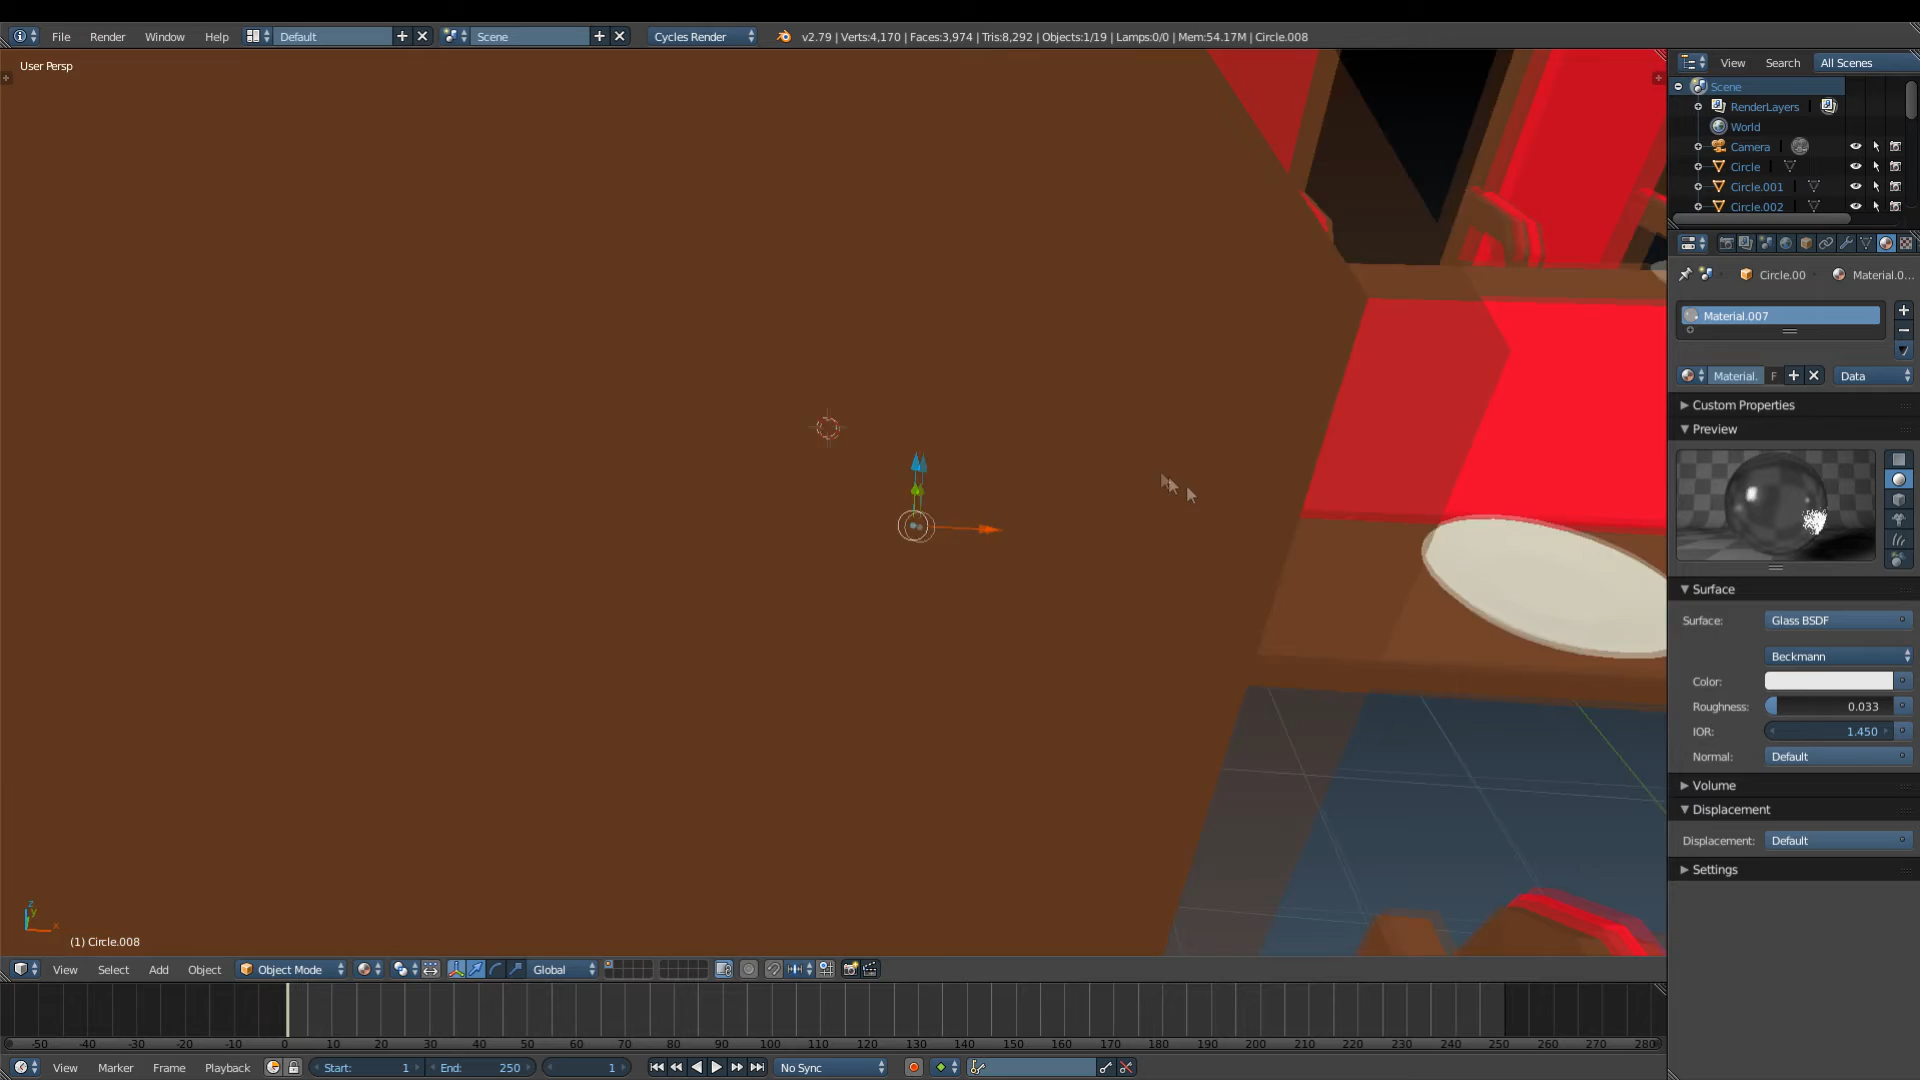 File Render Window Help Default Scene Cycles Render v2.79 | Verts:4,170 | Faces:3,974 | Tris:8,292 | Objects:1/19 | Lamps:0/0 | Mem:54.17M | Circle.008
User Persp
View Search All Scenes
Scene
RenderLayers
World
Camera
Circle
Circle.001
Circle.002
Circle.00 Material.0...
Material.007
Material. F Data
Custom Properties
Preview
Surface
Surface: Glass BSDF
Beckmann
Color:
Roughness: 0.033
IOR: 1.450
Normal: Default
Volume
Displacement
Displacement: Default
Settings
z
y
x
(1) Circle.008
View Select Add Object Object Mode Global
-50 -40 -30 -20 -10 0 10 20 30 40 50 60 70 80 90 100 110 120 130 140 150 160 170 180 190 200 210 220 230 240 250 260 270 280
View Marker Frame Playback Start: 1 End: 250 1 No Sync